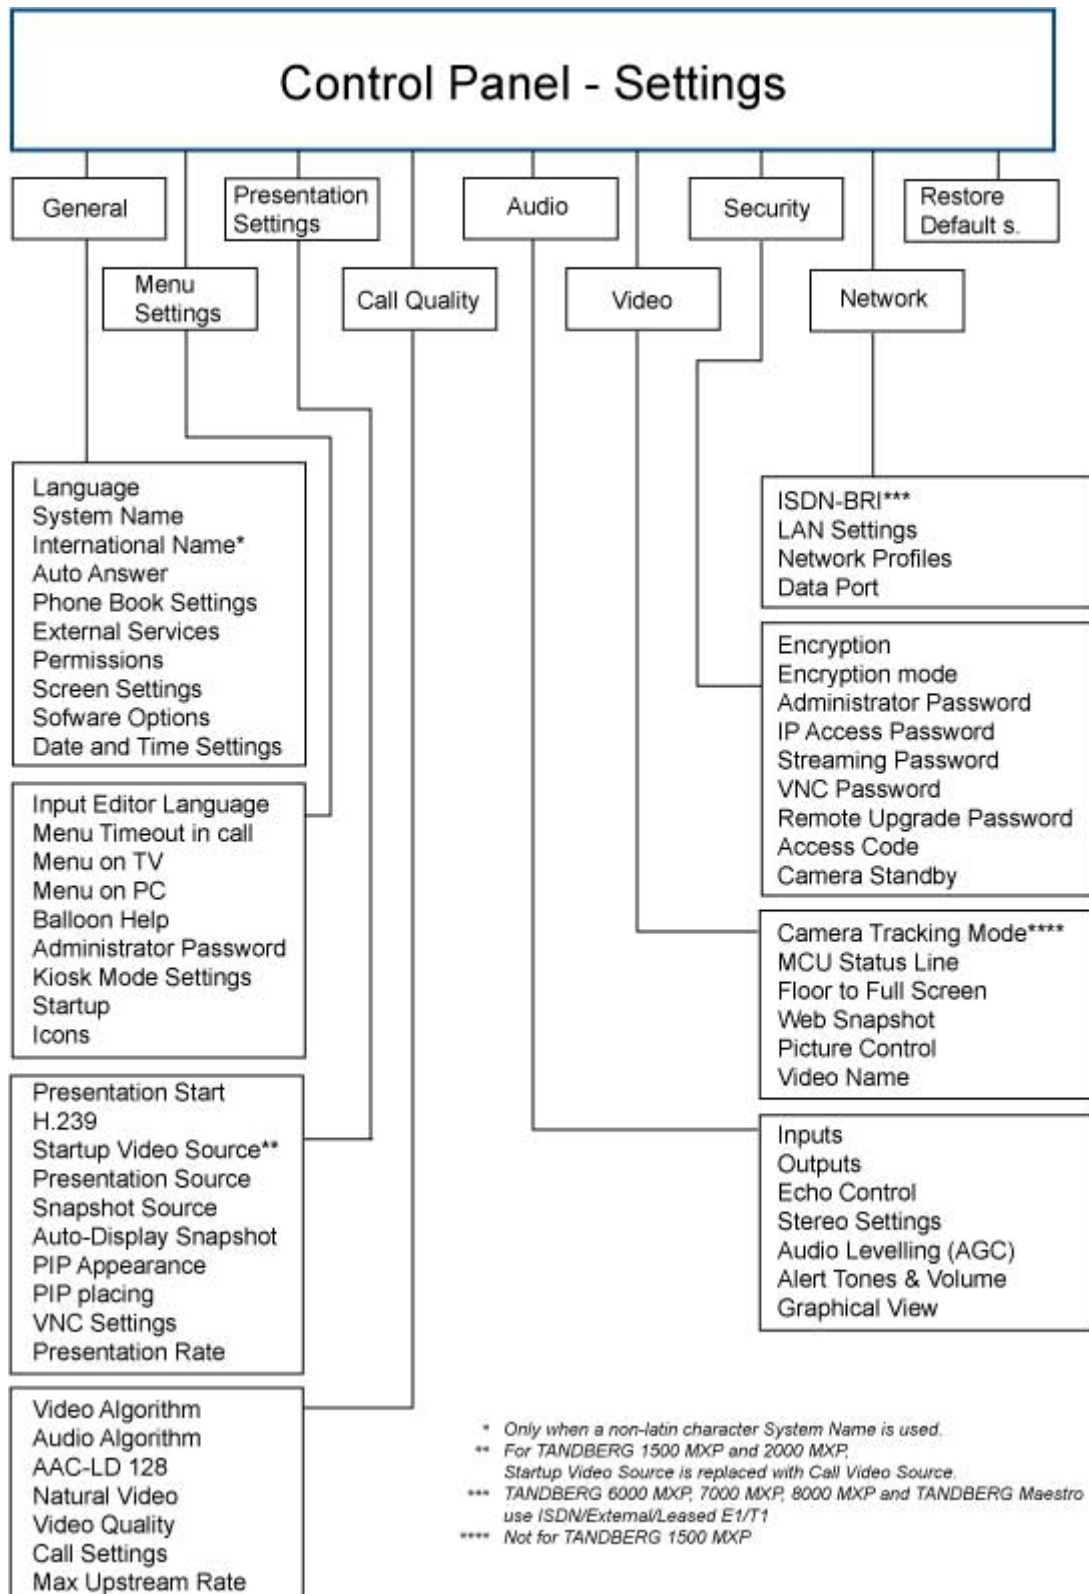 Control Panel - Settings
General
Presentation
Settings
Audio
Security
Restore
Default s.
Menu
Settings
Call Quality
Video
Network
Language
System Name
International Name*
Auto Answer
Phone Book Settings
External Services
Permissions
Screen Settings
Sofware Options
Date and Time Settings
Input Editor Language
Menu Timeout in call
Menu on TV
Menu on PC
Balloon Help
Administrator Password
Kiosk Mode Settings
Startup
Icons
Presentation Start
H.239
Startup Video Source**
Presentation Source
Snapshot Source
Auto-Display Snapshot
PIP Appearance
PIP placing
VNC Settings
Presentation Rate
Video Algorithm
Audio Algorithm
AAC-LD 128
Natural Video
Video Quality
Call Settings
Max Upstream Rate
ISDN-BRI***
LAN Settings
Network Profiles
Data Port
Encryption
Encryption mode
Administrator Password
IP Access Password
Streaming Password
VNC Password
Remote Upgrade Password
Access Code
Camera Standby
Camera Tracking Mode****
MCU Status Line
Floor to Full Screen
Web Snapshot
Picture Control
Video Name
Inputs
Outputs
Echo Control
Stereo Settings
Audio Levelling (AGC)
Alert Tones & Volume
Graphical View
* Only when a non-latin character System Name is used.
** For TANDBERG 1500 MXP and 2000 MXP,
Startup Video Source is replaced with Call Video Source.
*** TANDBERG 6000 MXP, 7000 MXP, 8000 MXP and TANDBERG Maestro
use ISDN/External/Leased E1/T1
**** Not for TANDBERG 1500 MXP